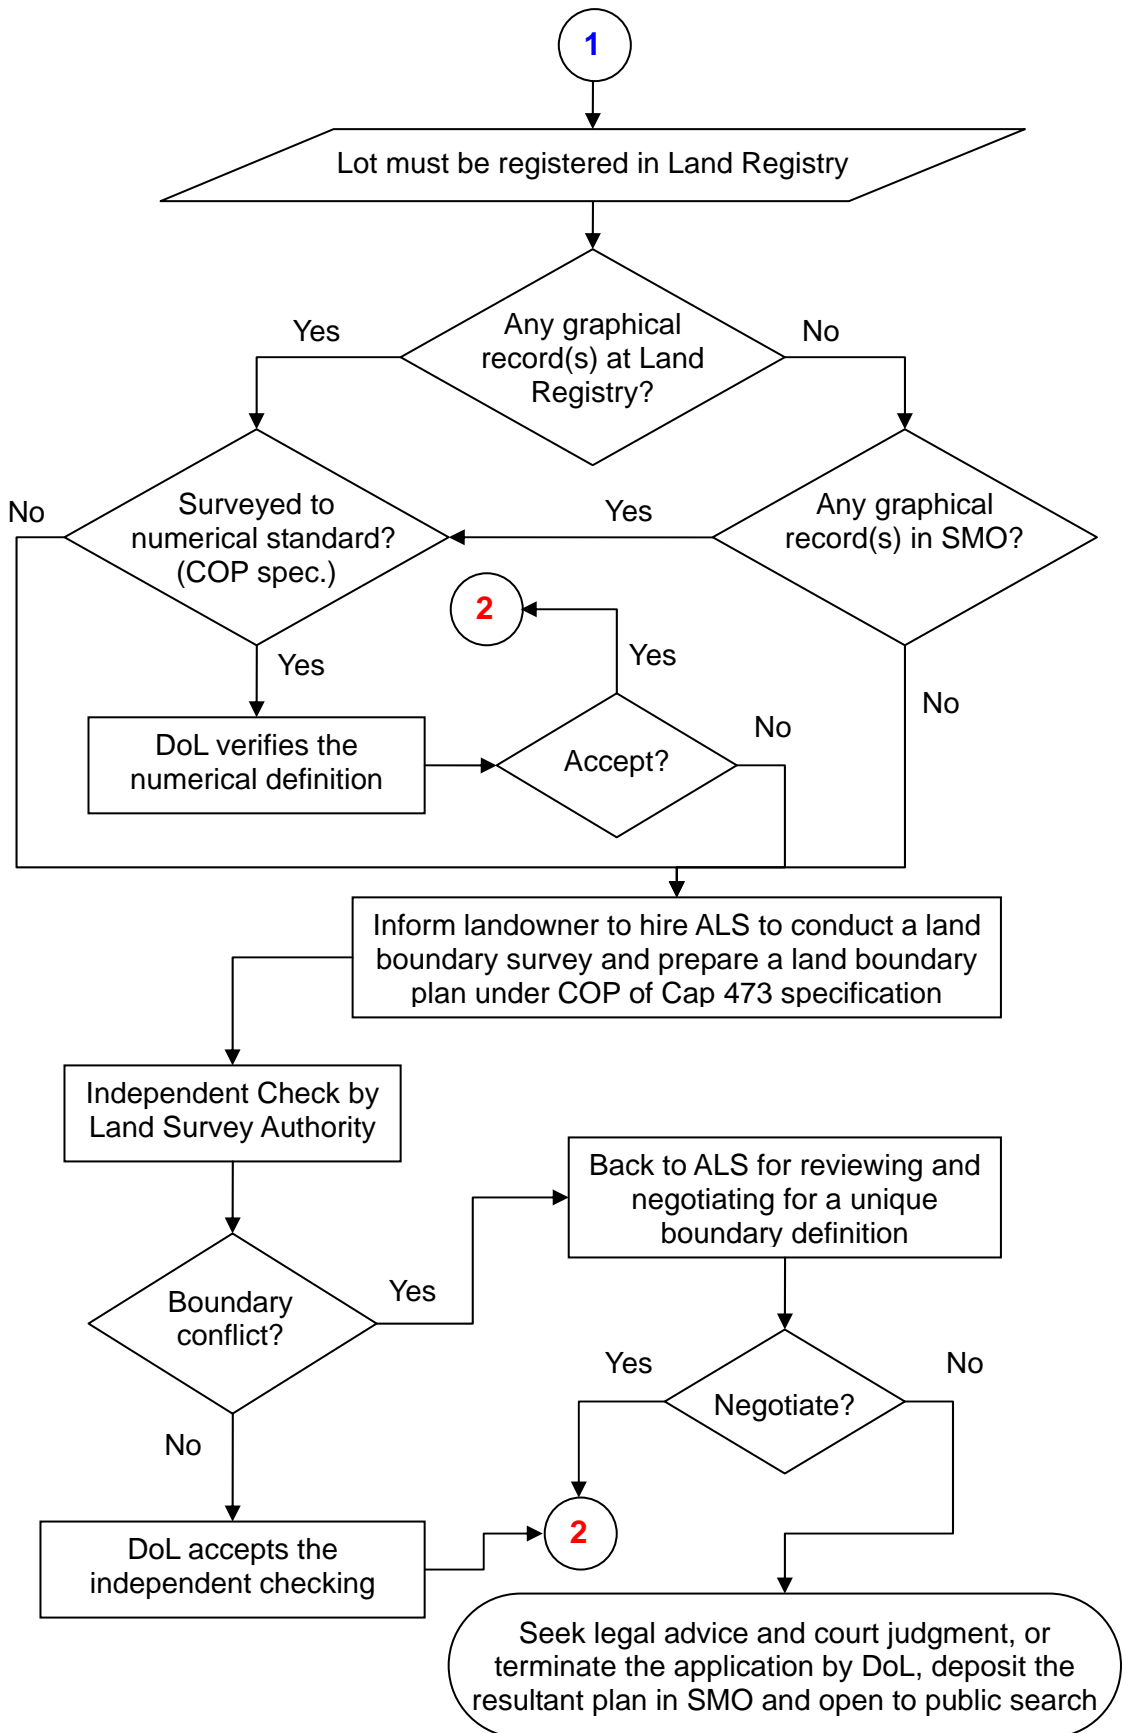 1
Lot must be registered in Land Registry
Any graphical
record(s) at Land
Registry?
Yes
No
Surveyed to
numerical standard?
(COP spec.)
No
Yes
Any graphical
record(s) in SMO?
2
Yes
Yes
No
No
DoL verifies the
numerical definition
Accept?
Inform landowner to hire ALS to conduct a land
boundary survey and prepare a land boundary
plan under COP of Cap 473 specification
Independent Check by
Land Survey Authority
Back to ALS for reviewing and
negotiating for a unique
boundary definition
Boundary
conflict?
Yes
No
Yes
No
Negotiate?
DoL accepts the
independent checking
2
Seek legal advice and court judgment, or
terminate the application by DoL, deposit the
resultant plan in SMO and open to public search